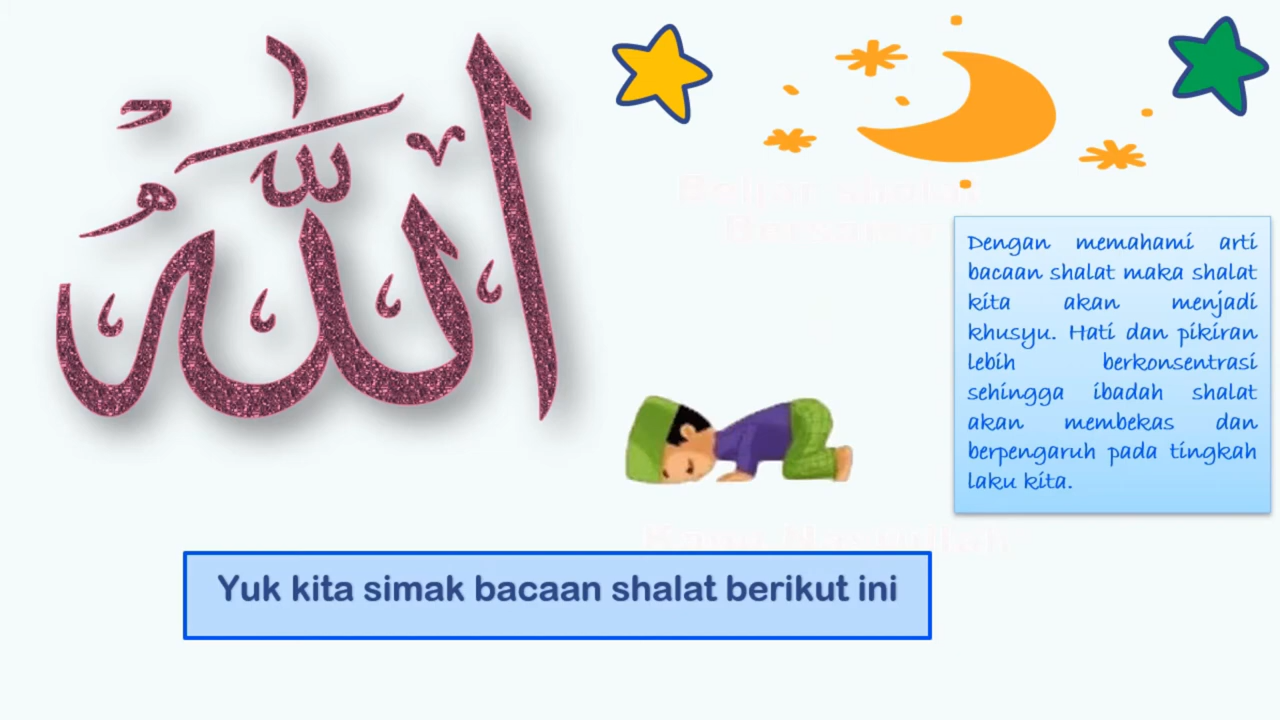 الله
Dengan memahami arti
bacaan shalat maka shalat
kita akan menjadi
khusyu. Hati dan pikiran
lebih berkonsentrasi
sehingga ibadah shalat
akan membekas dan
berpengaruh pada tingkah
laku kita.
Yuk kita simak bacaan shalat berikut ini